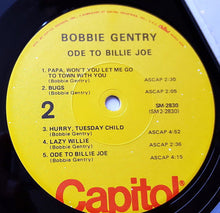 BOBBIE GENTRY
ODE TO BILLIE JOE
1. PAPA, WON'T YOU LET ME GO
TO TOWN WITH YOU
(Bobbie Gentry) ASCAP 2:30
2. BUGS
(Bobbie Gentry) ASCAP 2:05
2
SM-2830
(SM2-2830)
3. HURRY, TUESDAY CHILD
(Bobbie Gentry) ASCAP 4:52
4. LAZY WILLIE
(Bobbie Gentry) ASCAP 2:36
5. ODE TO BILLIE JOE
(Bobbie Gentry) ASCAP 4:15
Capitol